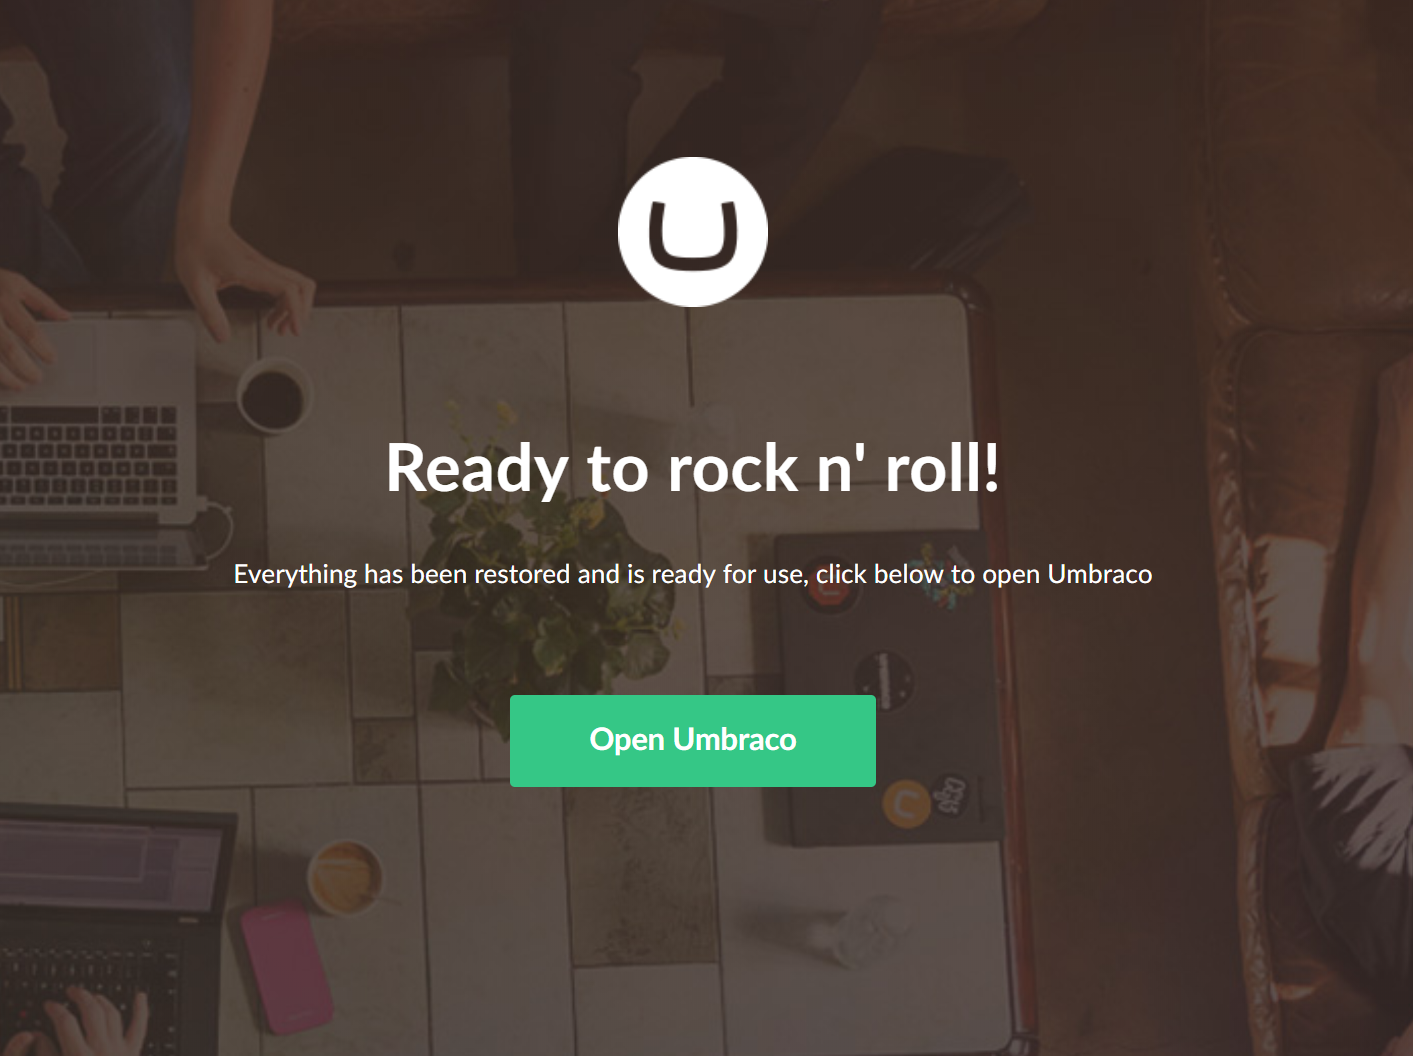 Ready to rock n' roll!
Everything has been restored and is ready for use, click below to open Umbraco
Open Umbraco